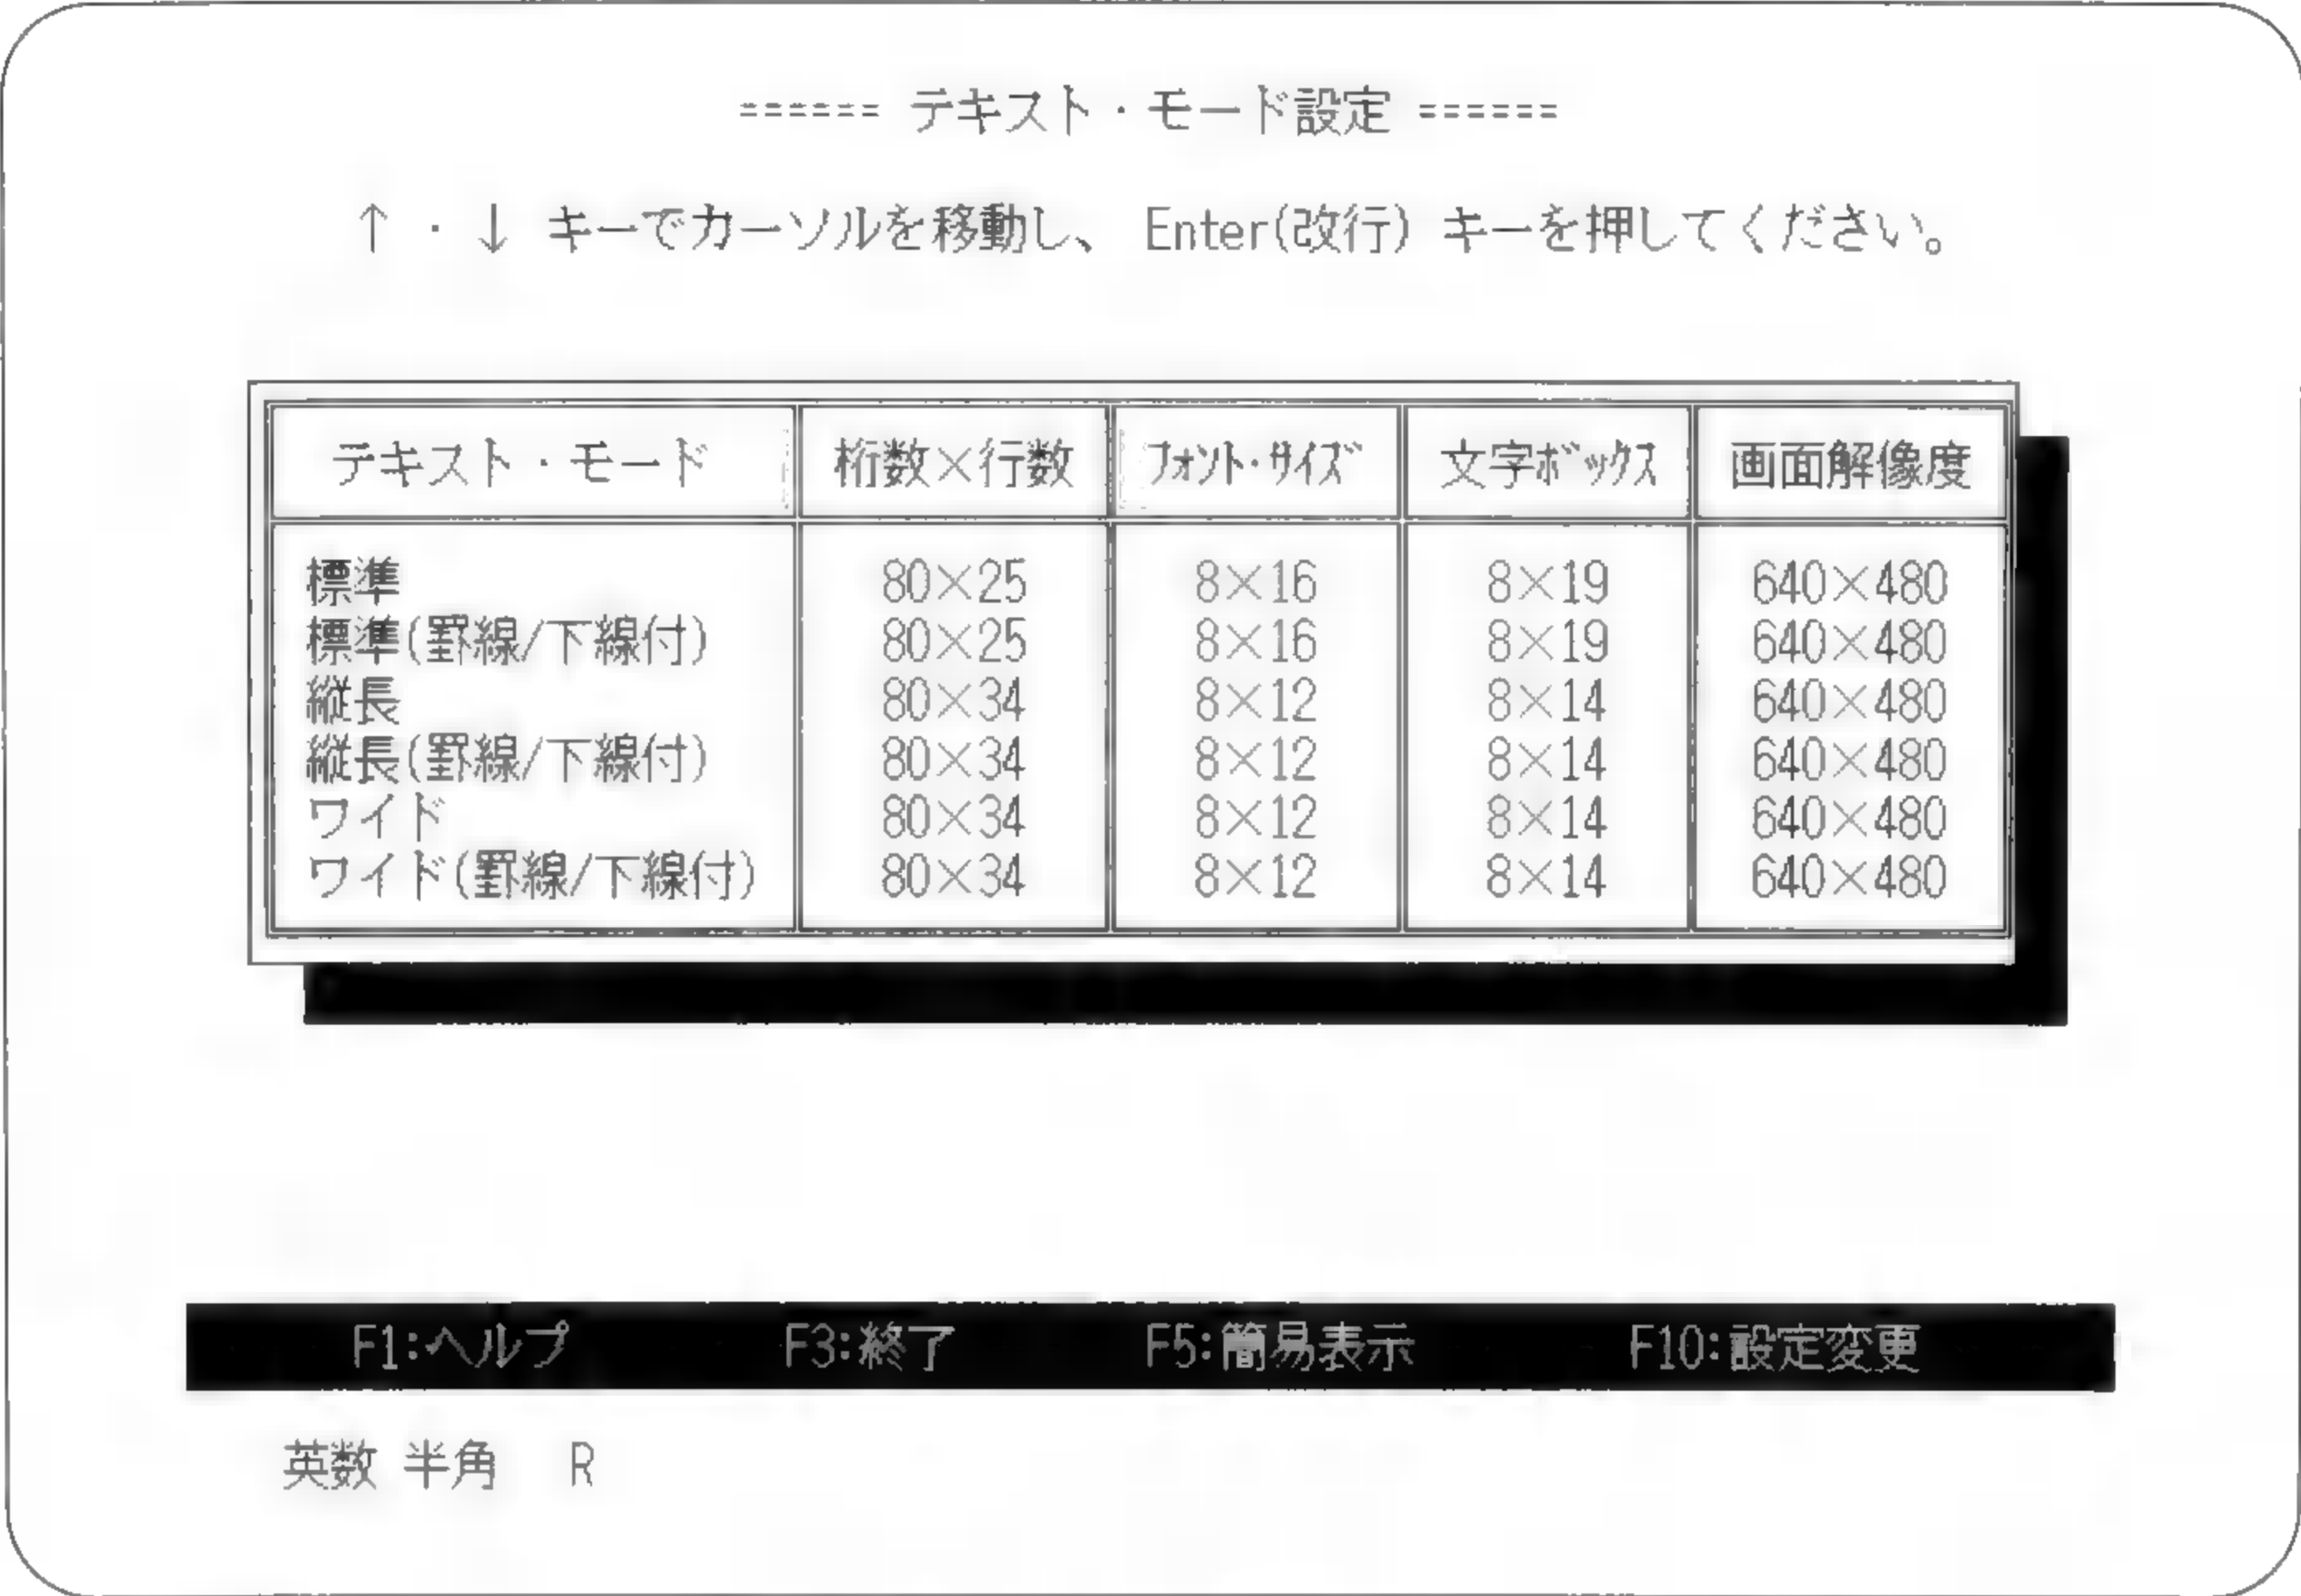 ====== テキスト・モード設定 ======
↑ ・ ↓ キーでカーソルを移動し、 Enter(改行) キーを押してください。
テキスト・モード 桁数×行数 ﾌｫﾝﾄ･ｻｲｽﾞ 文字ﾎﾞｯｸｽ 画面解像度
標準 80×25 8×16 8×19 640×480
標準(罫線/下線付) 80×25 8×16 8×19 640×480
縦長 80×34 8×12 8×14 640×480
縦長(罫線/下線付) 80×34 8×12 8×14 640×480
ワイド 80×34 8×12 8×14 640×480
ワイド(罫線/下線付) 80×34 8×12 8×14 640×480
F1:ヘルプ F3:終了 F5:簡易表示 F10:設定変更
英数 半角 R